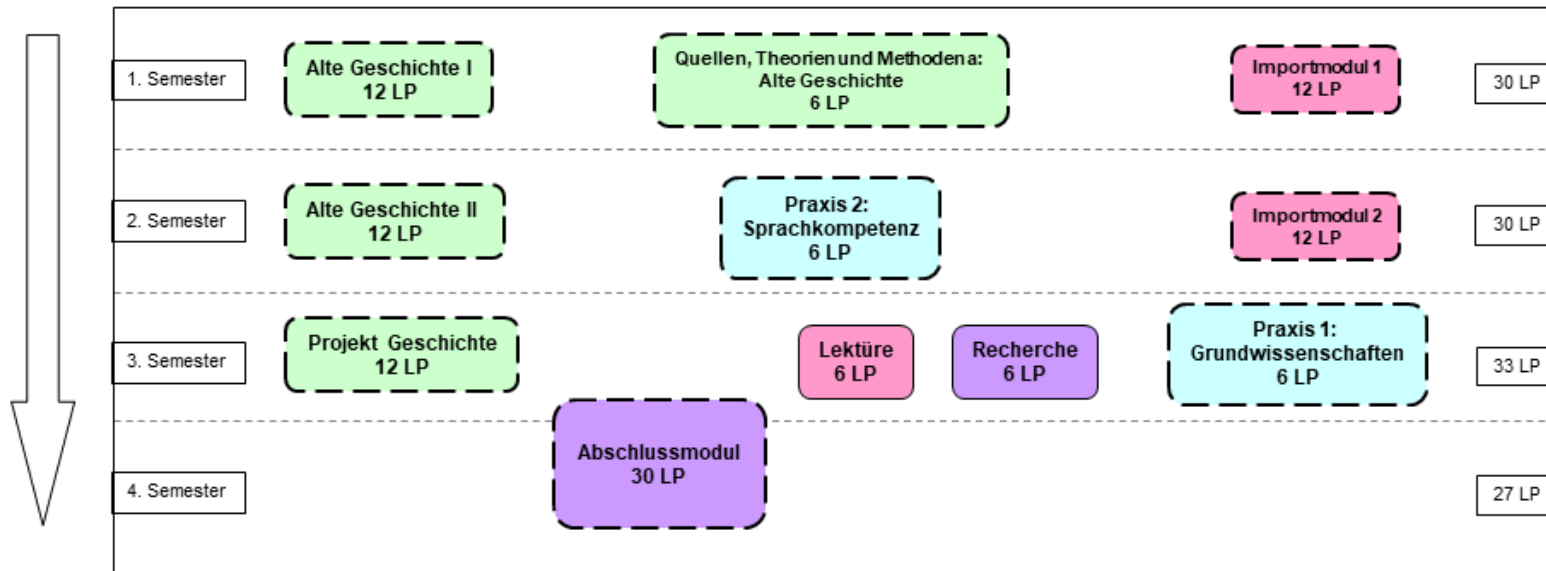 1. Semester
Alte Geschichte I
12 LP
Quellen, Theorien und Methoden a:
Alte Geschichte
6 LP
Importmodul 1
12 LP
30 LP
2. Semester
Alte Geschichte II
12 LP
Praxis 2:
Sprachkompetenz
6 LP
Importmodul 2
12 LP
30 LP
3. Semester
Projekt Geschichte
12 LP
Lektüre
6 LP
Recherche
6 LP
Praxis 1:
Grundwissenschaften
6 LP
33 LP
4. Semester
Abschlussmodul
30 LP
27 LP